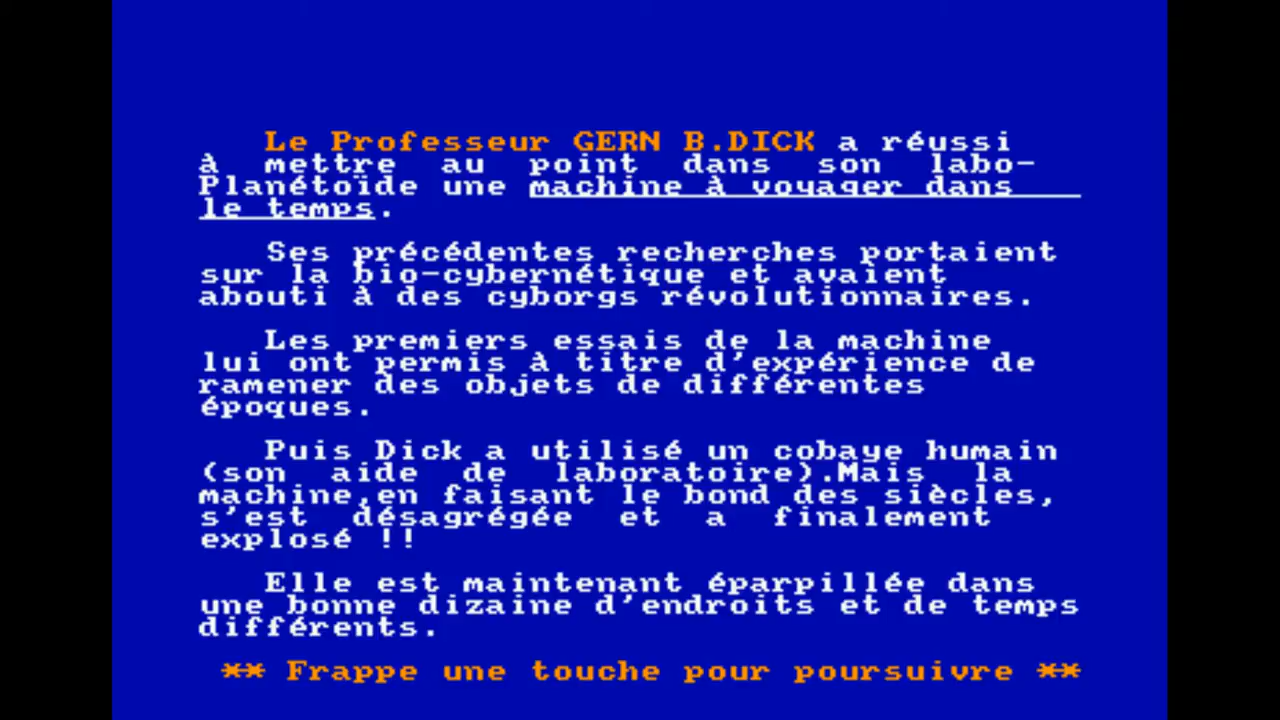 Le Professeur GERN B.DICK a réussi
à mettre au point dans son labo-
Planétoïde une machine à voyager dans
le temps.
Ses précédentes recherches portaient
sur la bio-cybernétique et avaient
abouti à des cyborgs révolutionnaires.
Les premiers essais de la machine
lui ont permis à titre d'expérience de
ramener des objets de différentes
époques.
Puis Dick a utilisé un cobaye humain
(son aide de laboratoire).Mais la
machine,en faisant le bond des siècles,
s'est désagrégée et a finalement
explosé !!
Elle est maintenant éparpillée dans
une bonne dizaine d'endroits et de temps
différents.
** Frappe une touche pour poursuivre **